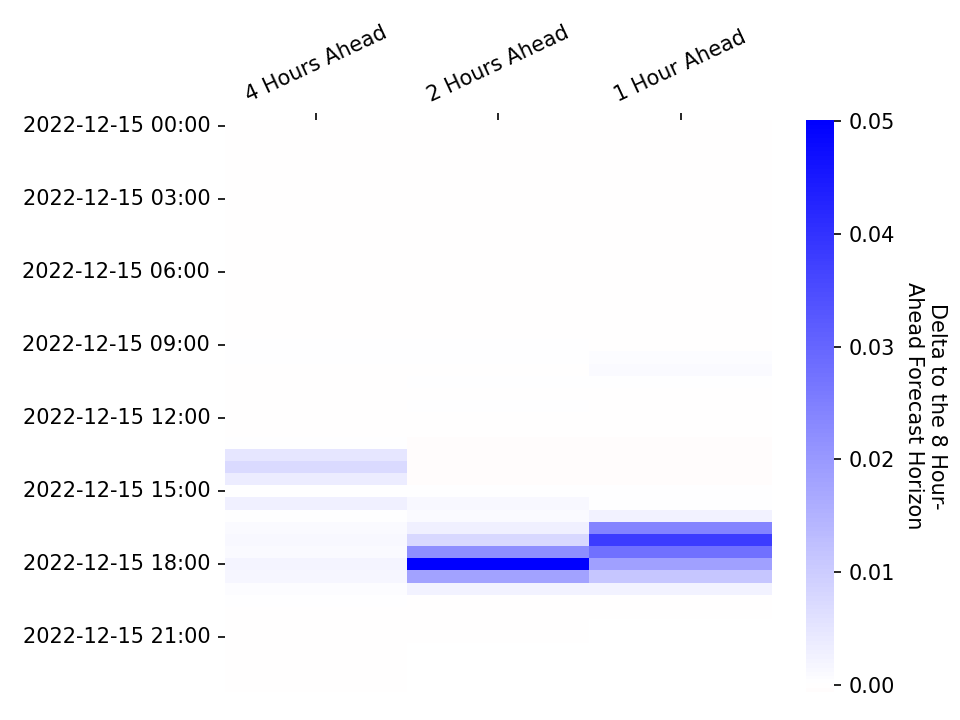 4 Hours Ahead
2 Hours Ahead
1 Hour Ahead
2022-12-15 00:00
2022-12-15 03:00
2022-12-15 06:00
2022-12-15 09:00
2022-12-15 12:00
2022-12-15 15:00
2022-12-15 18:00
2022-12-15 21:00
0.05
0.04
0.03
0.02
0.01
0.00
Delta to the 8 Hour-
Ahead Forecast Horizon